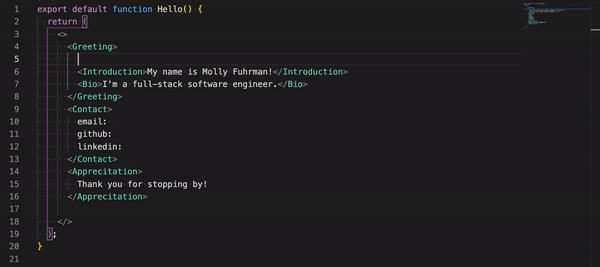 1 export default function Hello() {
2 return (
3 <>
4 <Greeting>
5
6 <Introduction>My name is Molly Fuhrman!</Introduction>
7 <Bio>I'm a full-stack software engineer.</Bio>
8 </Greeting>
9 <Contact>
10 email:
11 github:
12 linkedin:
13 </Contact>
14 <Apprecitation>
15 Thank you for stopping by!
16 </Apprecitation>
17
18 </>
19 );
20 }
21